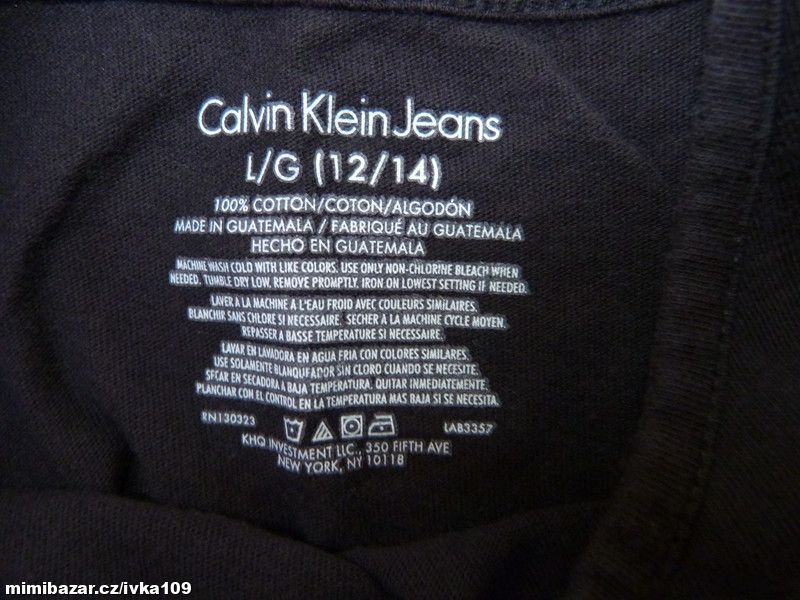 Calvin Klein Jeans
L/G (12/14)
100% COTTON/COTON/ALGODÓN
MADE IN GUATEMALA / FABRIQUÉ AU GUATEMALA
HECHO EN GUATEMALA
MACHINE WASH COLD WITH LIKE COLORS. USE ONLY NON-CHLORINE BLEACH WHEN
NEEDED. TUMBLE DRY LOW. REMOVE PROMPTLY. IRON ON LOWEST SETTING IF NEEDED.
LAVER A LA MACHINE A L'EAU FROID AVEC COULEURS SIMILAIRES.
BLANCHIR SANS CHLORE SI NECESSAIRE. SECHER A LA MACHINE CYCLE MOYEN.
REPASSER A BASSE TEMPERATURE SI NECESSAIRE.
LAVAR EN LAVADORA EN AGUA FRIA CON COLORES SIMILARES.
USE SOLAMENTE BLANQUEADOR SIN CLORO CUANDO SE NECESITE.
SECAR EN SECADORA A BAJA TEMPERATURA. QUITAR INMEDIATEMENTE.
PLANCHAR CON EL CONTROL EN LA TEMPERATURA MAS BAJA SI SE NECESITA.
RN130323 LAB3357
KHQ INVESTMENT LLC., 350 FIFTH AVE
NEW YORK, NY 10118
mimibazar.cz/ivka109